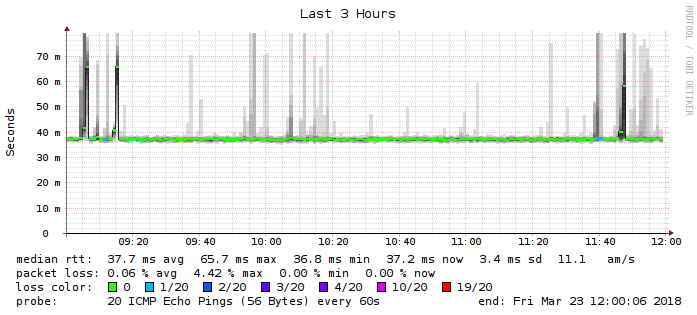 Last 3 Hours
RRDTOOL / TOBI OETIKER
Seconds
70 m
60 m
50 m
40 m
30 m
20 m
10 m
0
09:20 09:40 10:00 10:20 10:40 11:00 11:20 11:40 12:00
median rtt: 37.7 ms avg 65.7 ms max 36.8 ms min 37.2 ms now 3.4 ms sd 11.1 am/s
packet loss: 0.06 % avg 4.42 % max 0.00 % min 0.00 % now
loss color: 0 1/20 2/20 3/20 4/20 10/20 19/20
probe: 20 ICMP Echo Pings (56 Bytes) every 60s end: Fri Mar 23 12:00:06 2018